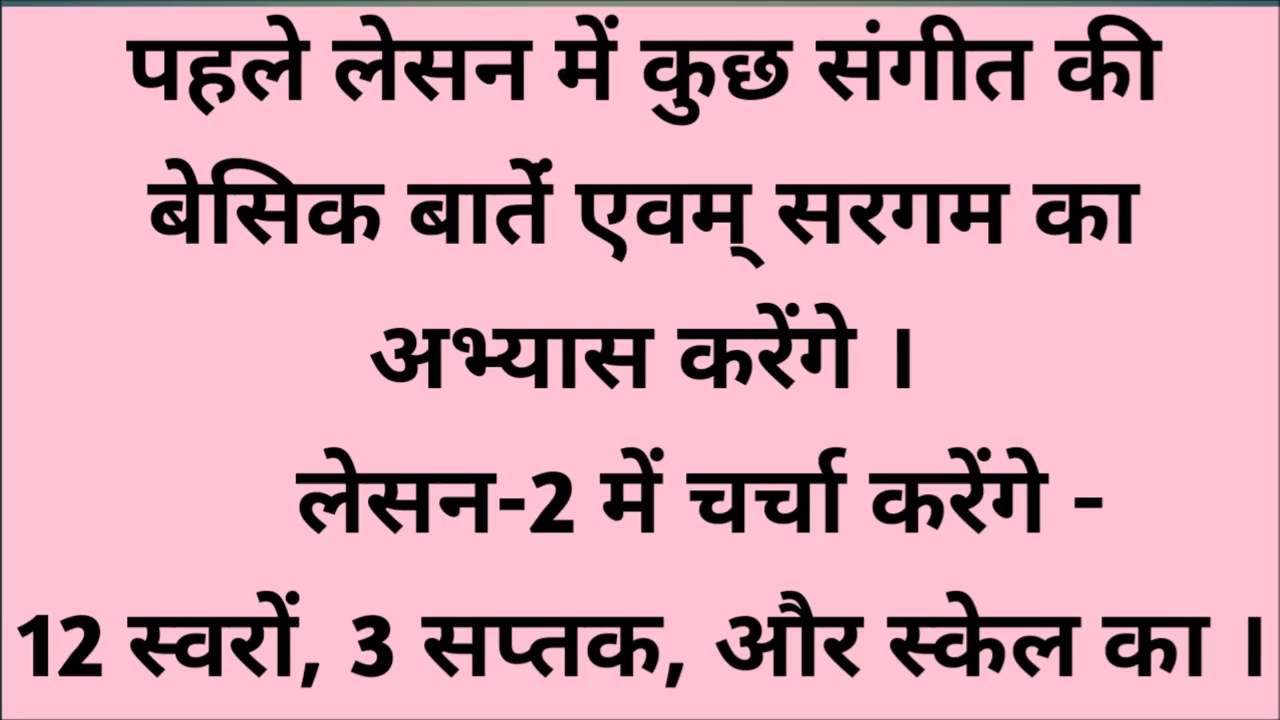 पहले लेसन में कुछ संगीत की
बेसिक बातें एवम् सरगम का
अभ्यास करेंगे ।
लेसन-2 में चर्चा करेंगे -
12 स्वरों, 3 सप्तक, और स्केल का ।